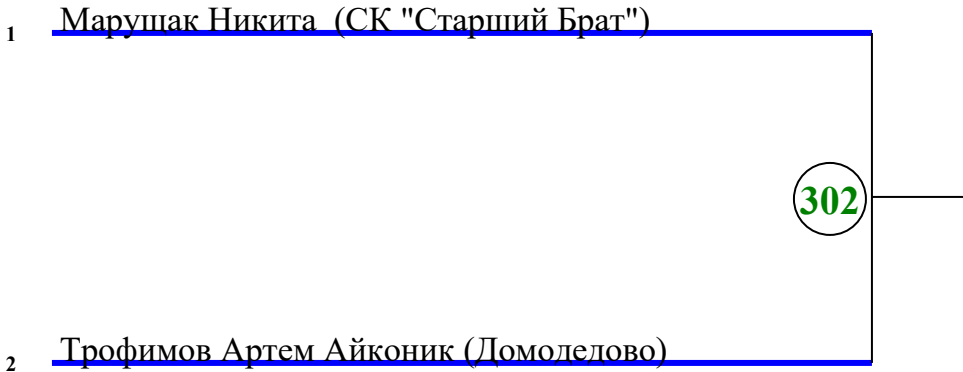 1 Марущак Никита (СК "Старший Брат")
302
2 Трофимов Артем Айконик (Домодедово)